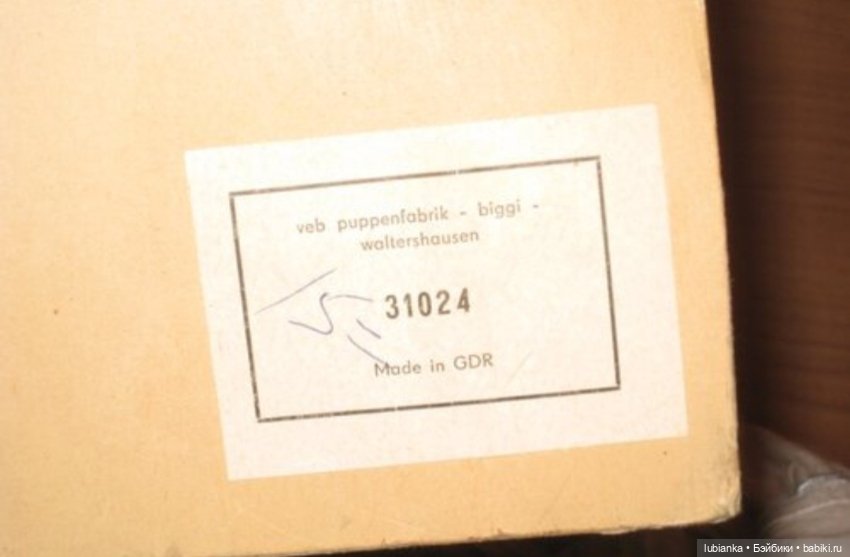 veb puppenfabrik - biggi -
waltershausen
31024
Made in GDR
lubianka • Бэйбики • babiki.ru